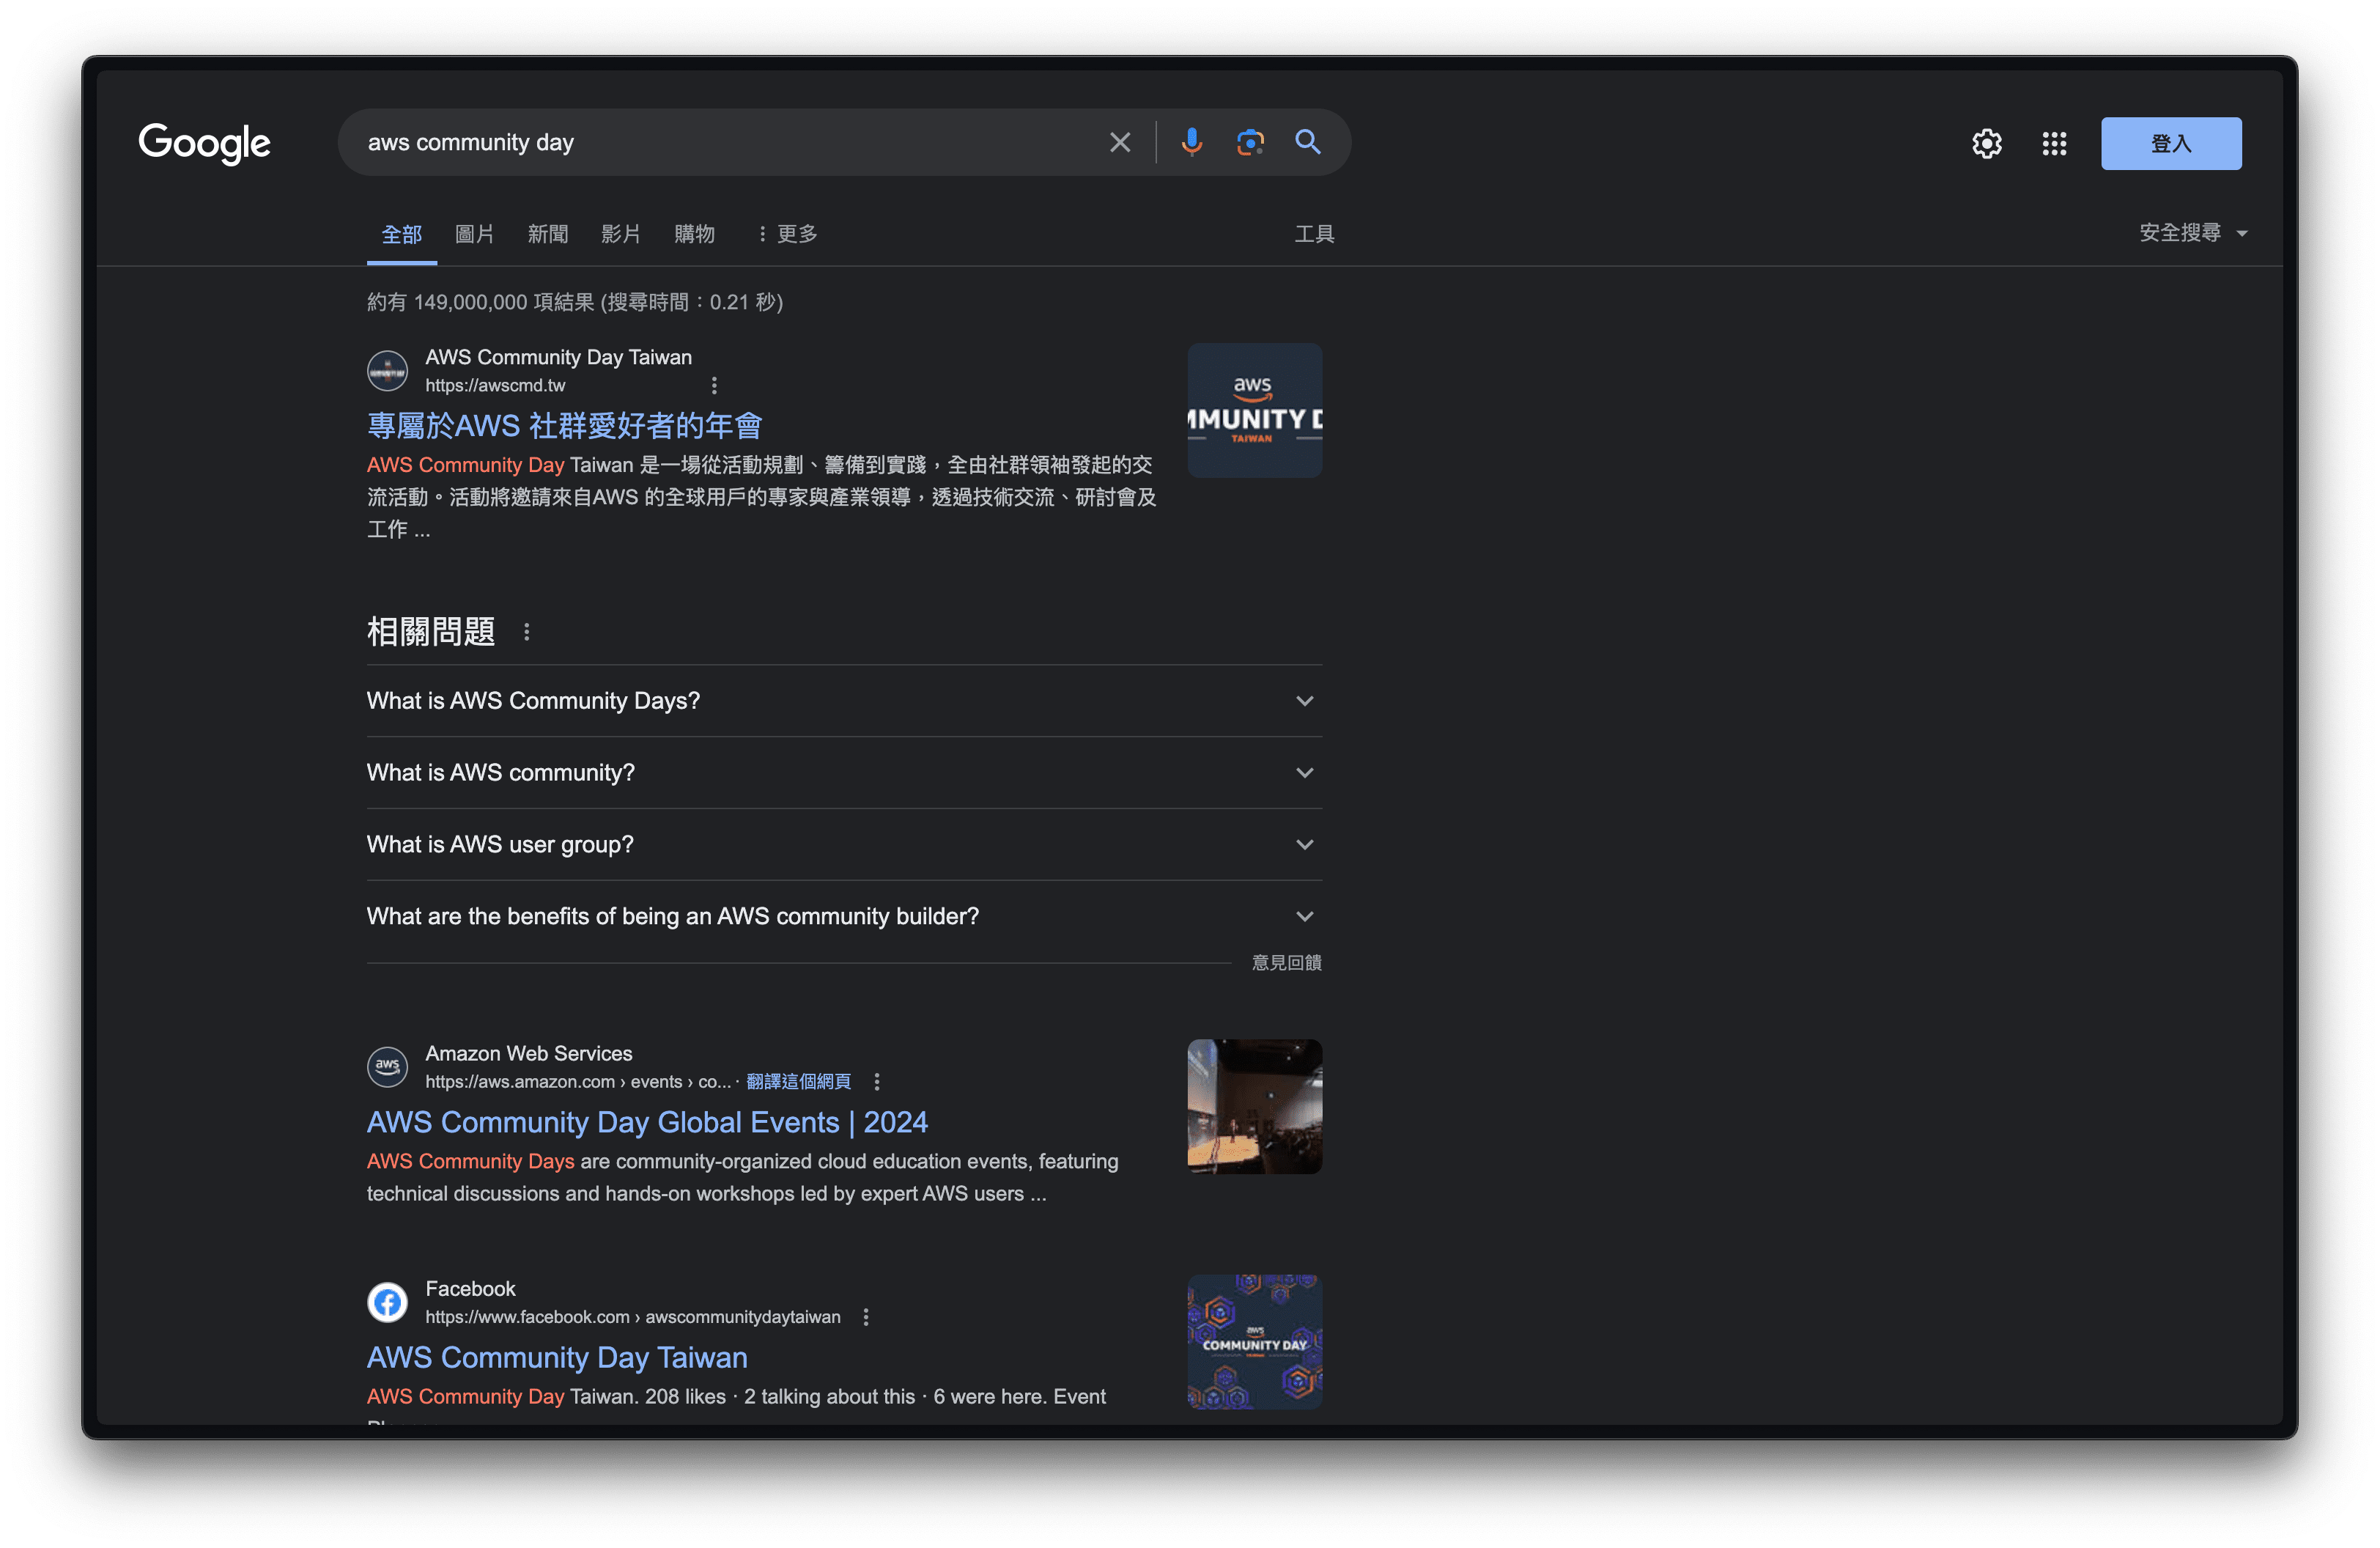 Google
aws community day
登入
全部 圖片 新聞 影片 購物 更多 工具 安全搜尋
約有 149,000,000 項結果 (搜尋時間:0.21 秒)
AWS Community Day Taiwan
https://awscmd.tw
專屬於AWS 社群愛好者的年會
AWS Community Day Taiwan 是一場從活動規劃、籌備到實踐,全由社群領袖發起的交
流活動。活動將邀請來自AWS 的全球用戶的專家與產業領導,透過技術交流、研討會及
工作 ...
aws
MMUNITY D
TAIWAN
相關問題
What is AWS Community Days?
What is AWS community?
What is AWS user group?
What are the benefits of being an AWS community builder?
意見回饋
aws
Amazon Web Services
https://aws.amazon.com › events › co... · 翻譯這個網頁
AWS Community Day Global Events | 2024
AWS Community Days are community-organized cloud education events, featuring
technical discussions and hands-on workshops led by expert AWS users ...
Facebook
https://www.facebook.com › awscommunitydaytaiwan
AWS Community Day Taiwan
AWS Community Day Taiwan. 208 likes · 2 talking about this · 6 were here. Event
aws
COMMUNITY DAY